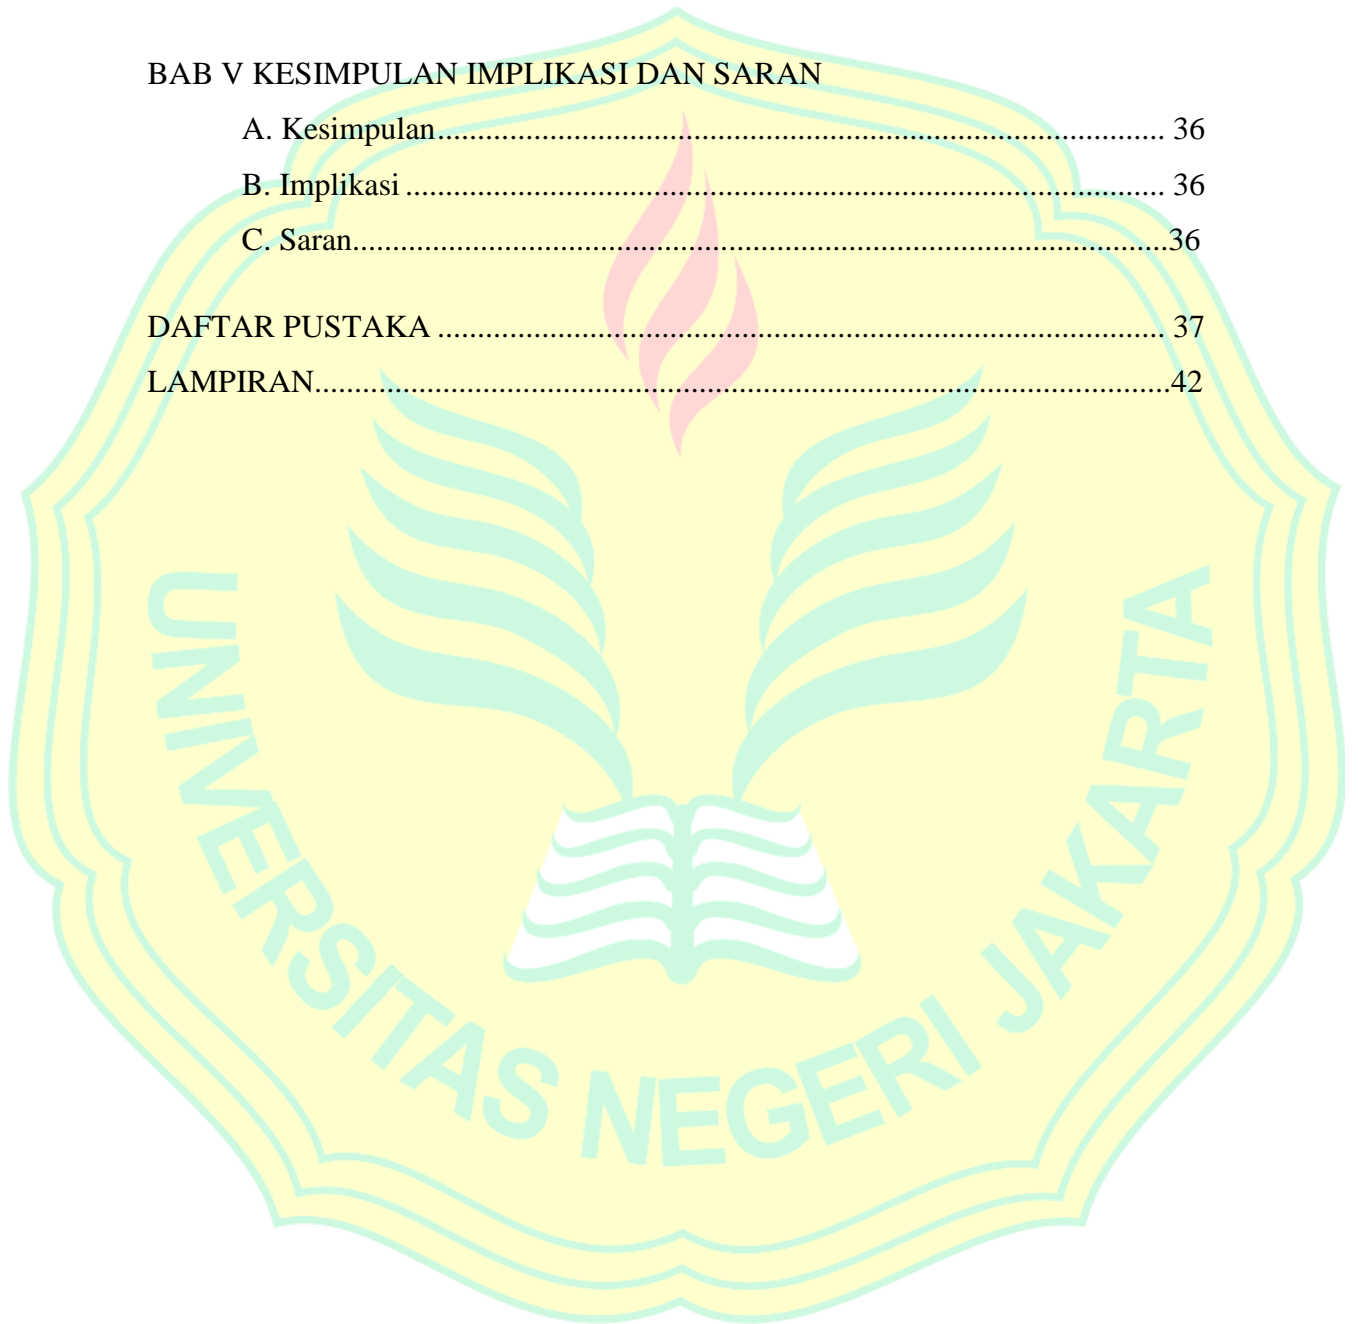 BAB V KESIMPULAN IMPLIKASI DAN SARAN
A. Kesimpulan........................................................................................... 36
B. Implikasi ............................................................................................... 36
C. Saran......................................................................................................36
DAFTAR PUSTAKA ........................................................................................... 37
LAMPIRAN...........................................................................................................42
UNIVERSITAS NEGERI JAKARTA